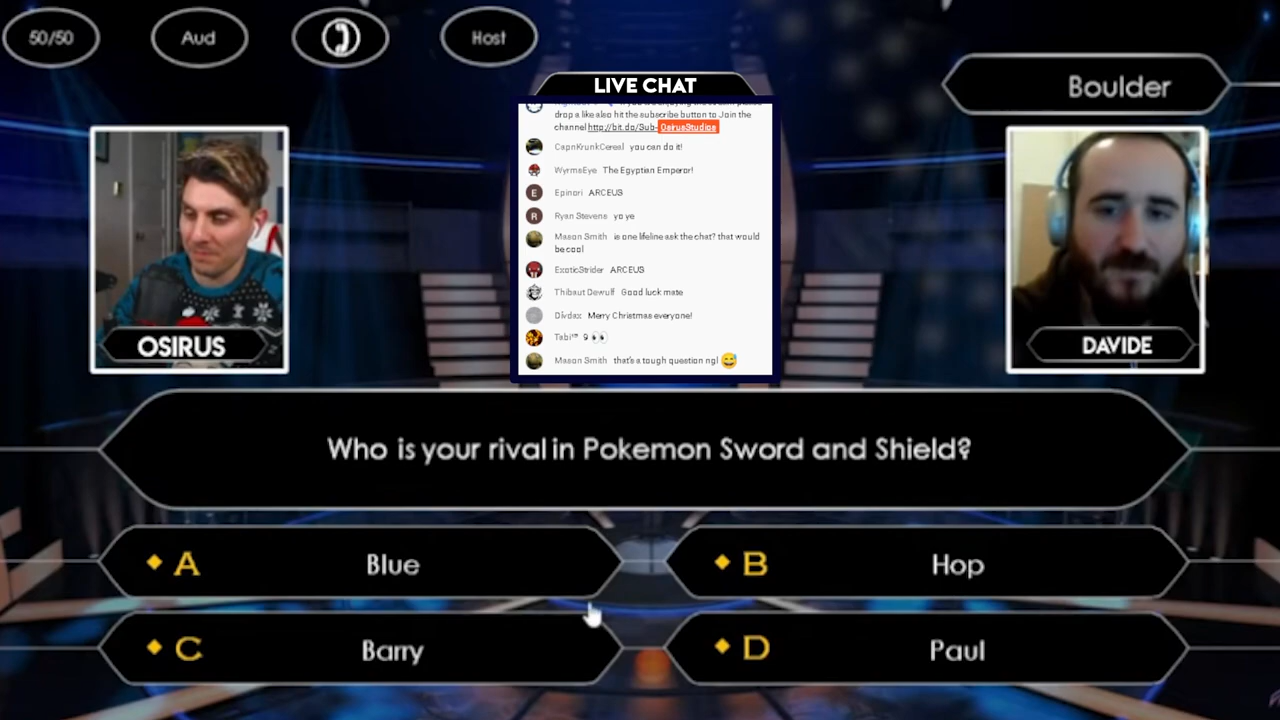 50/50
Aud
Host
Boulder
LIVE CHAT
drop a like also hit the subscribe button to Join the
channel http://bit.do/Sub-OsirusStudios
CapnKrunkCereal you can do it!
WyrmsEye The Egyptian Emperor!
E Epinari ARCEUS
R Ryan Stevens ya ye
Mason Smith is one lifeline ask the chat? that would
be cool
ExoticStrider ARCEUS
Thibaut Dewulf Good luck mate
Divdax Merry Christmas everyone!
9 👀
Mason Smith that's a tough question ngl 😅
OSIRUS
DAVIDE
Who is your rival in Pokemon Sword and Shield?
A Blue
B Hop
C Barry
D Paul